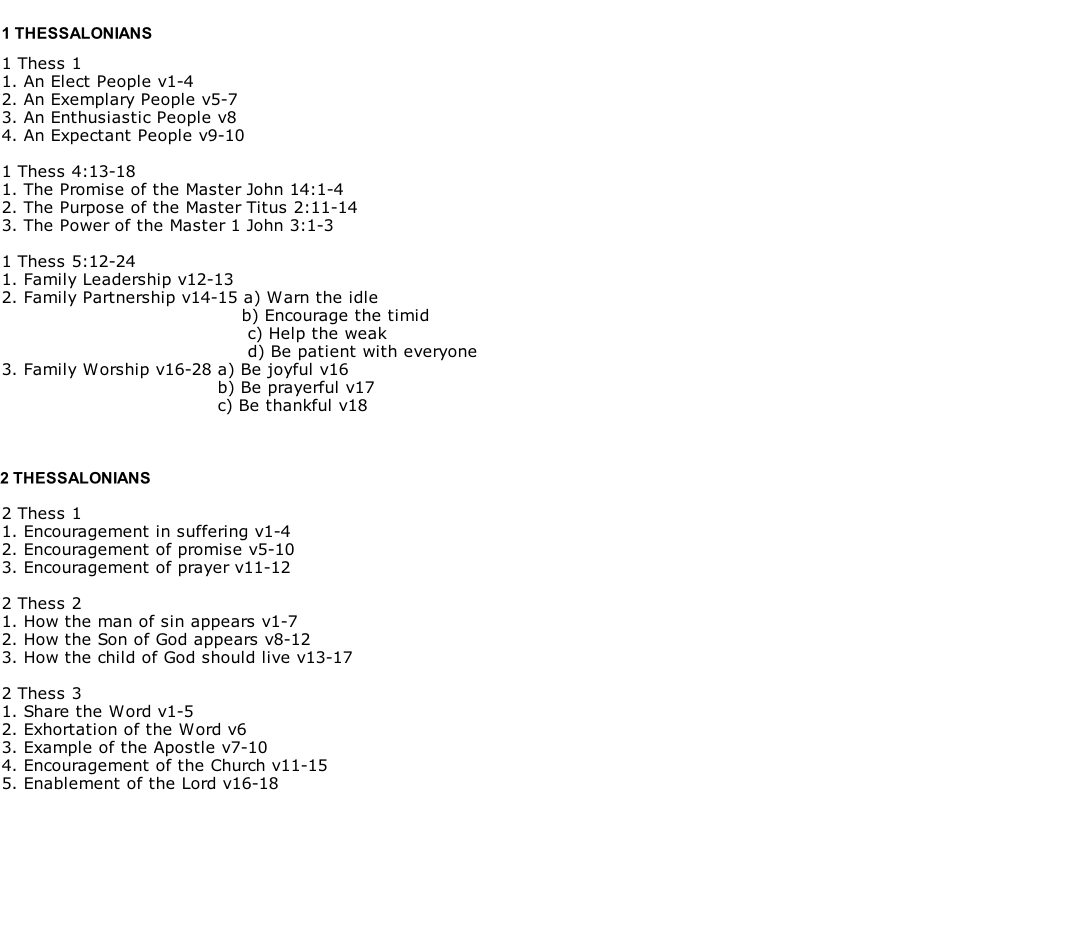 1 THESSALONIANS
1 Thess 1
1. An Elect People v1-4
2. An Exemplary People v5-7
3. An Enthusiastic People v8
4. An Expectant People v9-10
1 Thess 4:13-18
1. The Promise of the Master John 14:1-4
2. The Purpose of the Master Titus 2:11-14
3. The Power of the Master 1 John 3:1-3
1 Thess 5:12-24
1. Family Leadership v12-13
2. Family Partnership v14-15 a) Warn the idle
b) Encourage the timid
c) Help the weak
d) Be patient with everyone
3. Family Worship v16-28 a) Be joyful v16
b) Be prayerful v17
c) Be thankful v18
2 THESSALONIANS
2 Thess 1
1. Encouragement in suffering v1-4
2. Encouragement of promise v5-10
3. Encouragement of prayer v11-12
2 Thess 2
1. How the man of sin appears v1-7
2. How the Son of God appears v8-12
3. How the child of God should live v13-17
2 Thess 3
1. Share the Word v1-5
2. Exhortation of the Word v6
3. Example of the Apostle v7-10
4. Encouragement of the Church v11-15
5. Enablement of the Lord v16-18